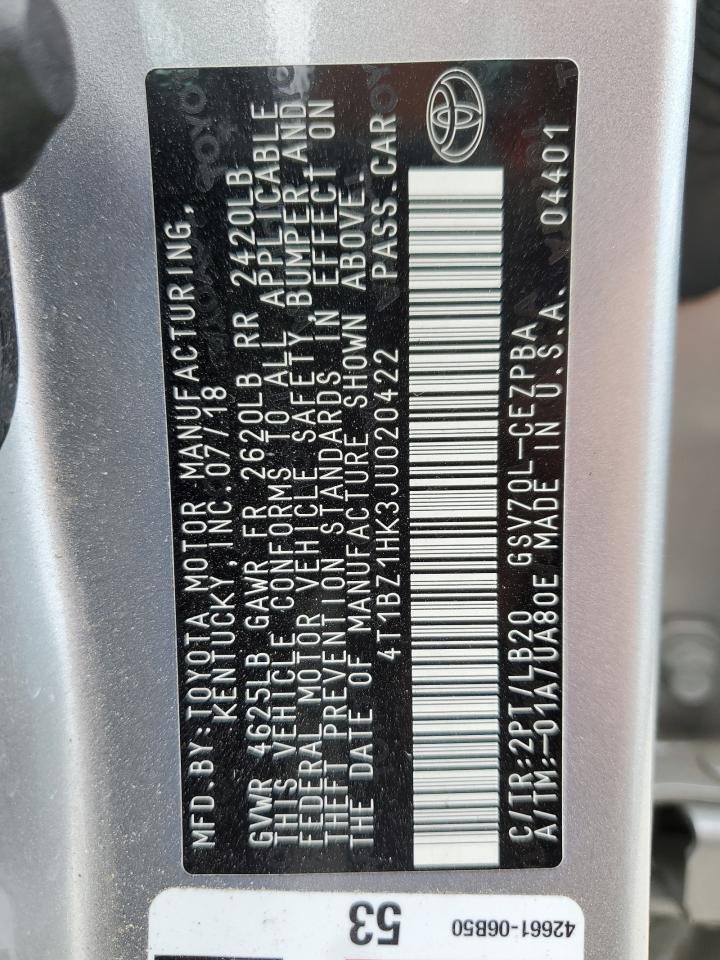 MFD.BY:TOYOTA MOTOR MANUFACTURING,
KENTUCKY,INC.07/18
GVWR 4625LB GAWR FR 2620LB RR 2420LB
THIS VEHICLE CONFORMS TO ALL APPLICABLE
FEDERAL MOTOR VEHICLE SAFETY,BUMPER AND
THEFT PREVENTION STANDARDS IN EFFECT ON
THE DATE OF MANUFACTURE SHOWN ABOVE.
4T1BZ1HK3JU020422 PASS.CAR
C/TR:2PT/LB20 GSV70L-CEZPBA
A/TM:-01A/UA80E MADE IN U.S.A. 04401
53
42661-06B50